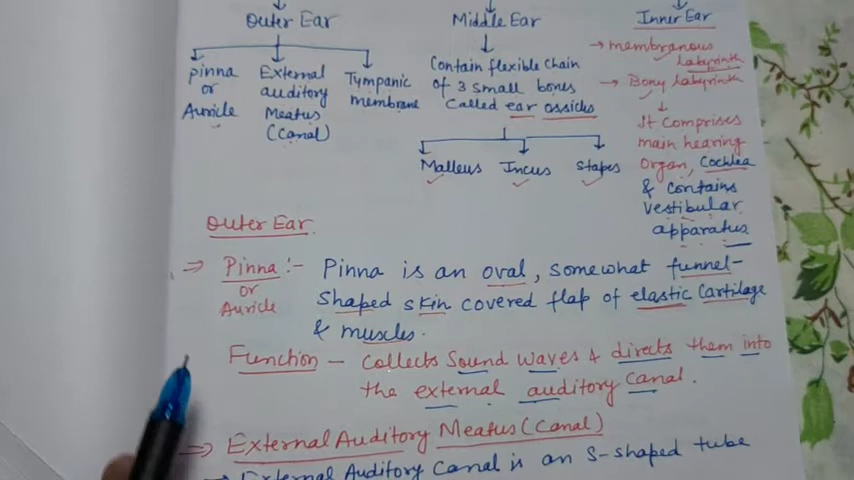 Outer Ear
Middle Ear
Inner Ear
Pinna
or
Auricle
External
auditory
Meatus
(canal)
Tympanic
membrane
Contain flexible chain
of 3 small bones
called ear ossicles
Malleus Incus Stapes
→ membranous
labyrinth
→ Bony labyrinth
It comprises
main hearing
organ, Cochlea
& contains
vestibular
apparatus
Outer Ear
⇒ Pinna :- Pinna is an oval, somewhat funnel-
or
Auricle
shaped skin covered flap of elastic cartilage
& muscles.
Function - collects sound waves & directs them into
the external auditory canal.
⇒ External Auditory Meatus (canal)
→ External Auditory Canal is an S-shaped tube